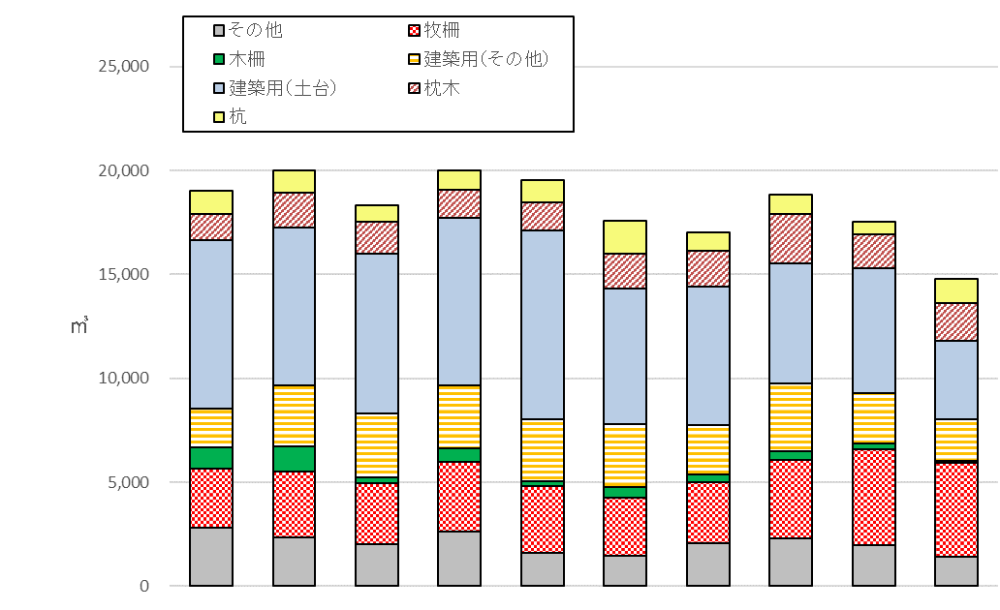 その他 牧柵
木柵 建築用(その他)
建築用(土台) 枕木
杭
25,000
20,000
15,000
㎥
10,000
5,000
0